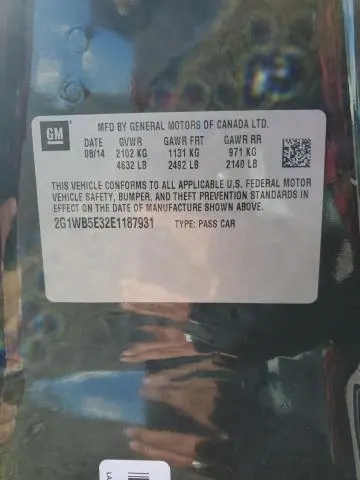 GM
MFD BY GENERAL MOTORS OF CANADA LTD.
DATE GVWR GAWR FRT GAWR RR
08/14 2102 KG 1131 KG 971 KG
4632 LB 2492 LB 2140 LB
THIS VEHICLE CONFORMS TO ALL APPLICABLE U.S. FEDERAL MOTOR
VEHICLE SAFETY, BUMPER, AND THEFT PREVENTION STANDARDS IN
EFFECT ON THE DATE OF MANUFACTURE SHOWN ABOVE.
2G1WB5E32E1187931 TYPE: PASS CAR